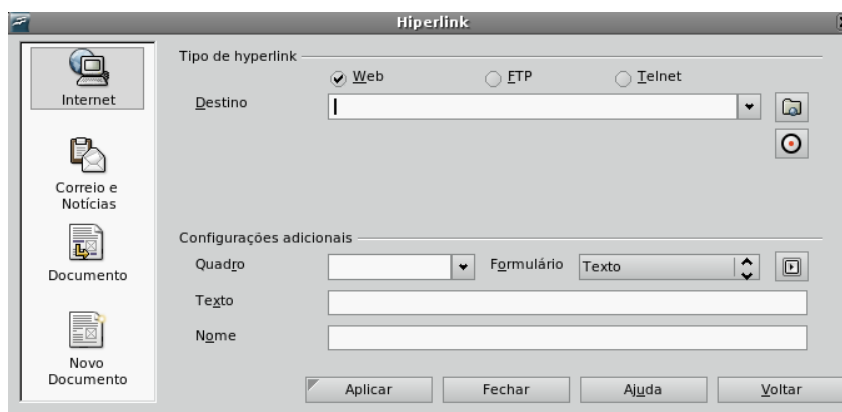 Hiperlink
Internet
Correio e
Notícias
Documento
Novo
Documento
Tipo de hyperlink
Web FTP Telnet
Destino
Configurações adicionais
Quadro Formulário Texto
Texto
Nome
Aplicar Fechar Ajuda Voltar